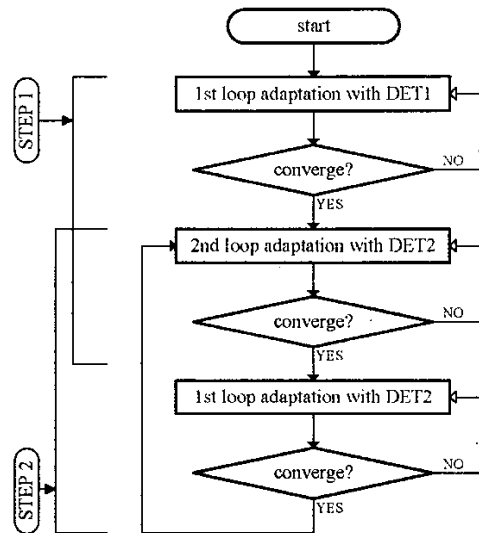 start
STEP 1
1st loop adaptation with DET1
converge?
NO
YES
2nd loop adaptation with DET2
converge?
NO
YES
1st loop adaptation with DET2
STEP 2
converge?
NO
YES